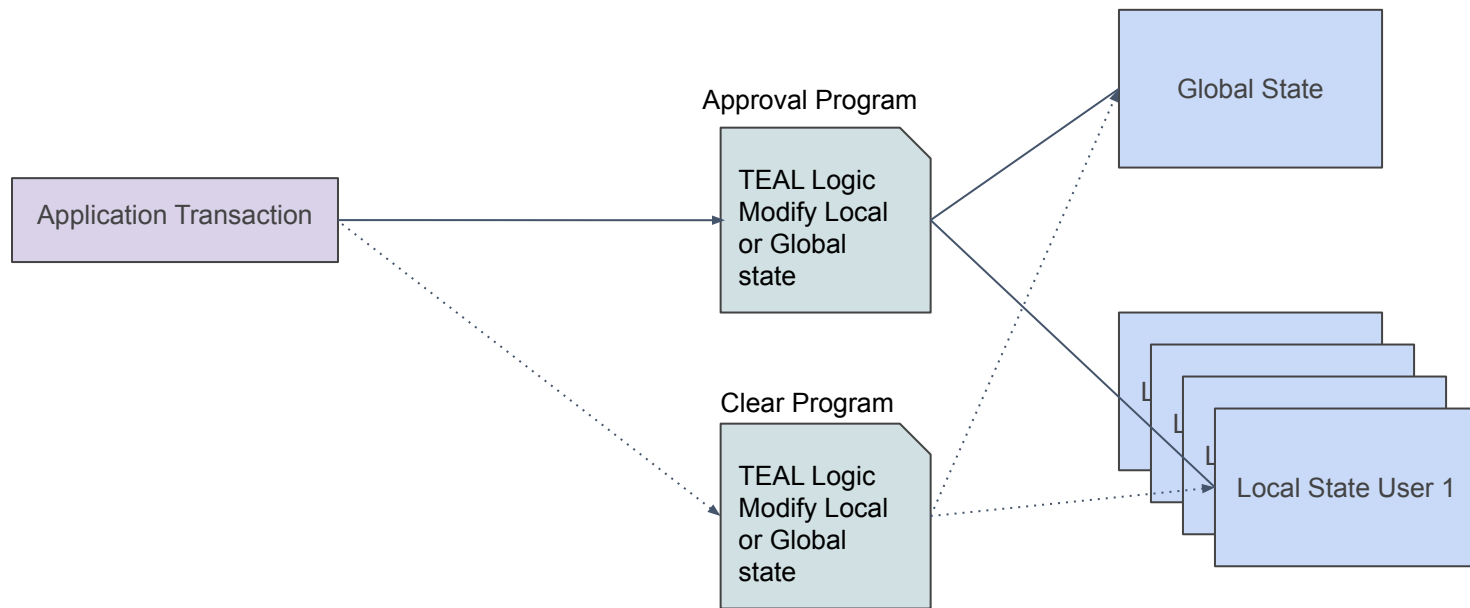 Global State
Approval Program
TEAL Logic
Modify Local
or Global
state
Application Transaction
Clear Program
TEAL Logic
Modify Local
or Global
state
L
L
L
Local State User 1